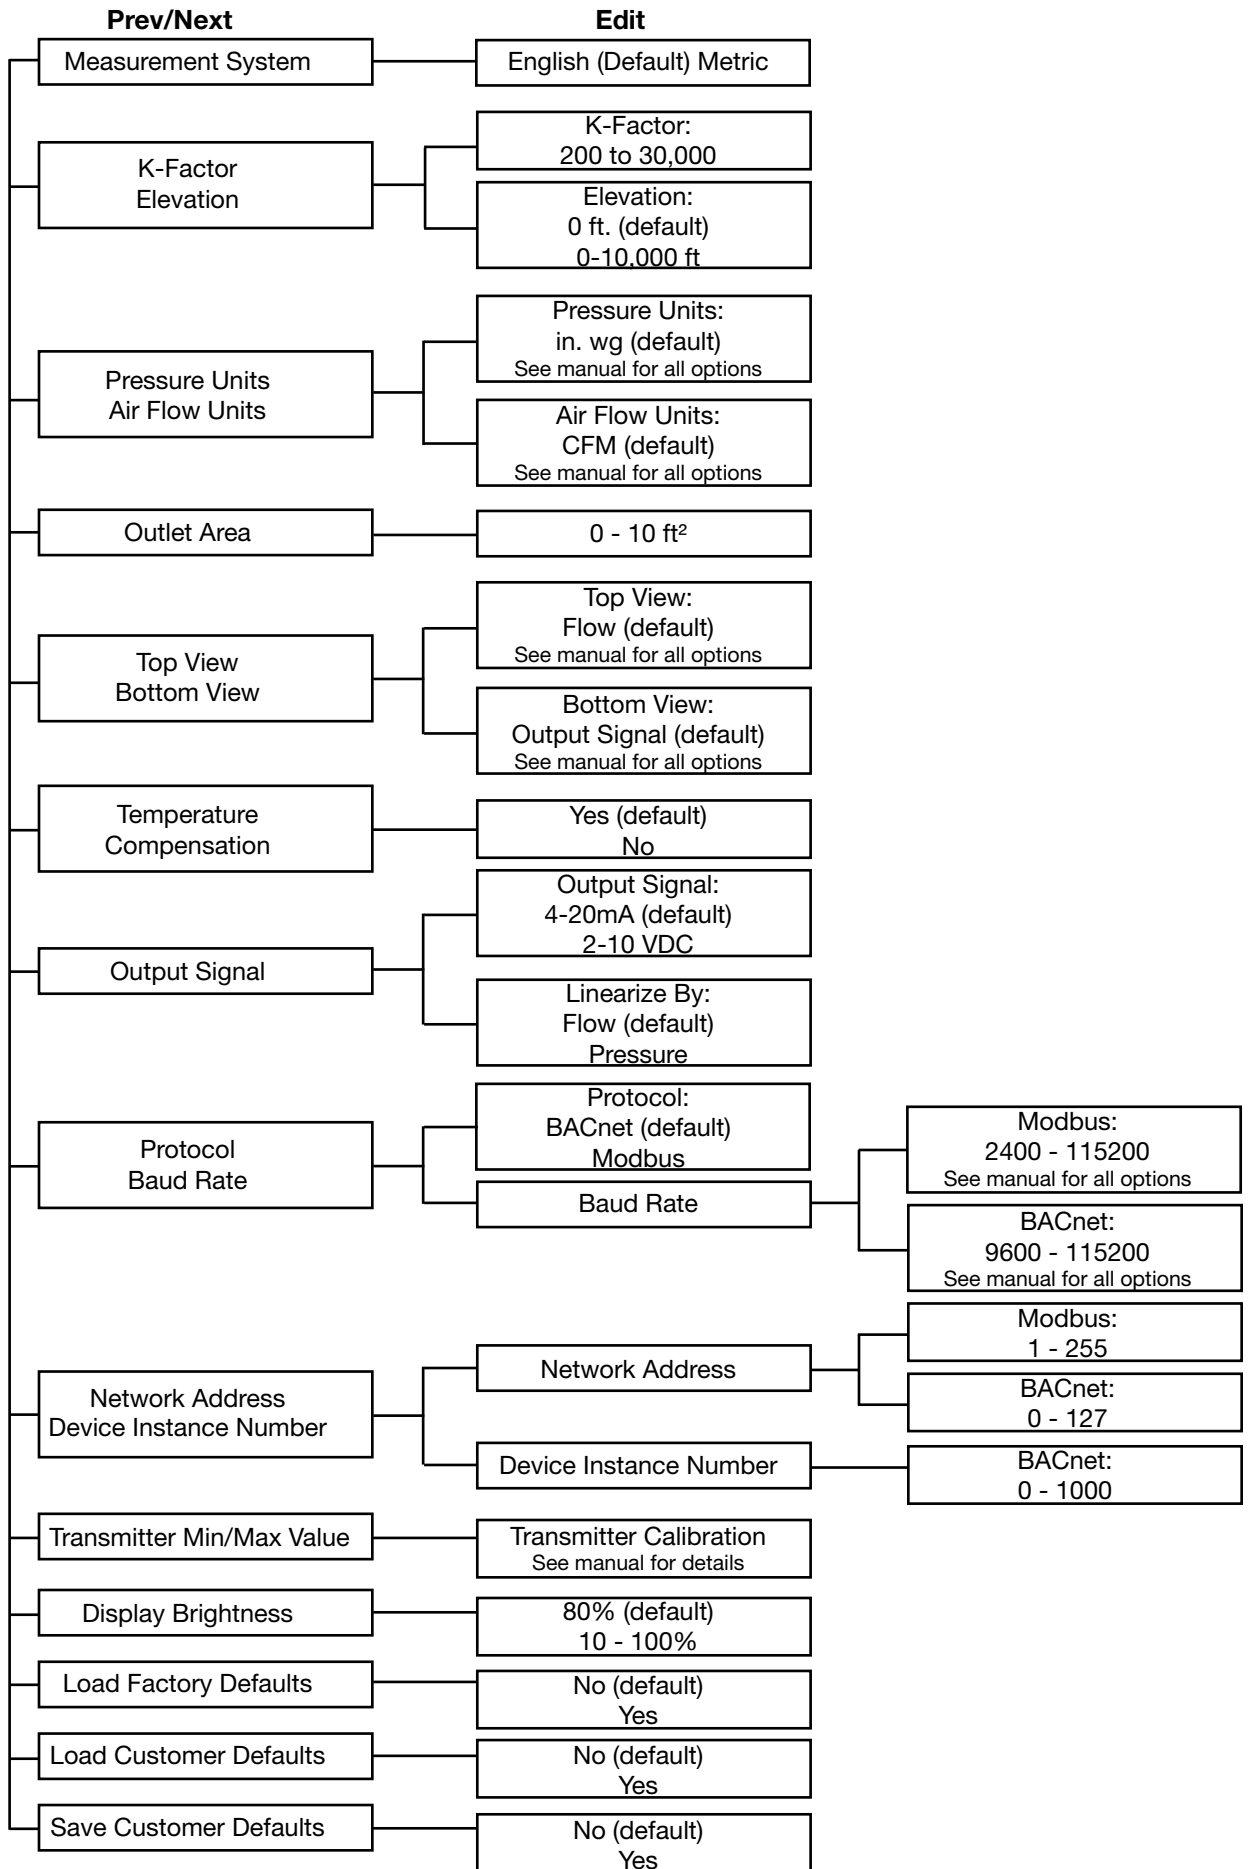 Prev/Next
Edit
Measurement System
English (Default) Metric
K-Factor
Elevation
K-Factor:
200 to 30,000
Elevation:
0 ft. (default)
0-10,000 ft
Pressure Units
Air Flow Units
Pressure Units:
in. wg (default)
See manual for all options
Air Flow Units:
CFM (default)
See manual for all options
Outlet Area
0 - 10 ft²
Top View
Bottom View
Top View:
Flow (default)
See manual for all options
Bottom View:
Output Signal (default)
See manual for all options
Temperature
Compensation
Yes (default)
No
Output Signal
Output Signal:
4-20mA (default)
2-10 VDC
Linearize By:
Flow (default)
Pressure
Protocol
Baud Rate
Protocol:
BACnet (default)
Modbus
Baud Rate
Modbus:
2400 - 115200
See manual for all options
BACnet:
9600 - 115200
See manual for all options
Network Address
Device Instance Number
Network Address
Modbus:
1 - 255
BACnet:
0 - 127
Device Instance Number
BACnet:
0 - 1000
Transmitter Min/Max Value
Transmitter Calibration
See manual for details
Display Brightness
80% (default)
10 - 100%
Load Factory Defaults
No (default)
Yes
Load Customer Defaults
No (default)
Yes
Save Customer Defaults
No (default)
Yes